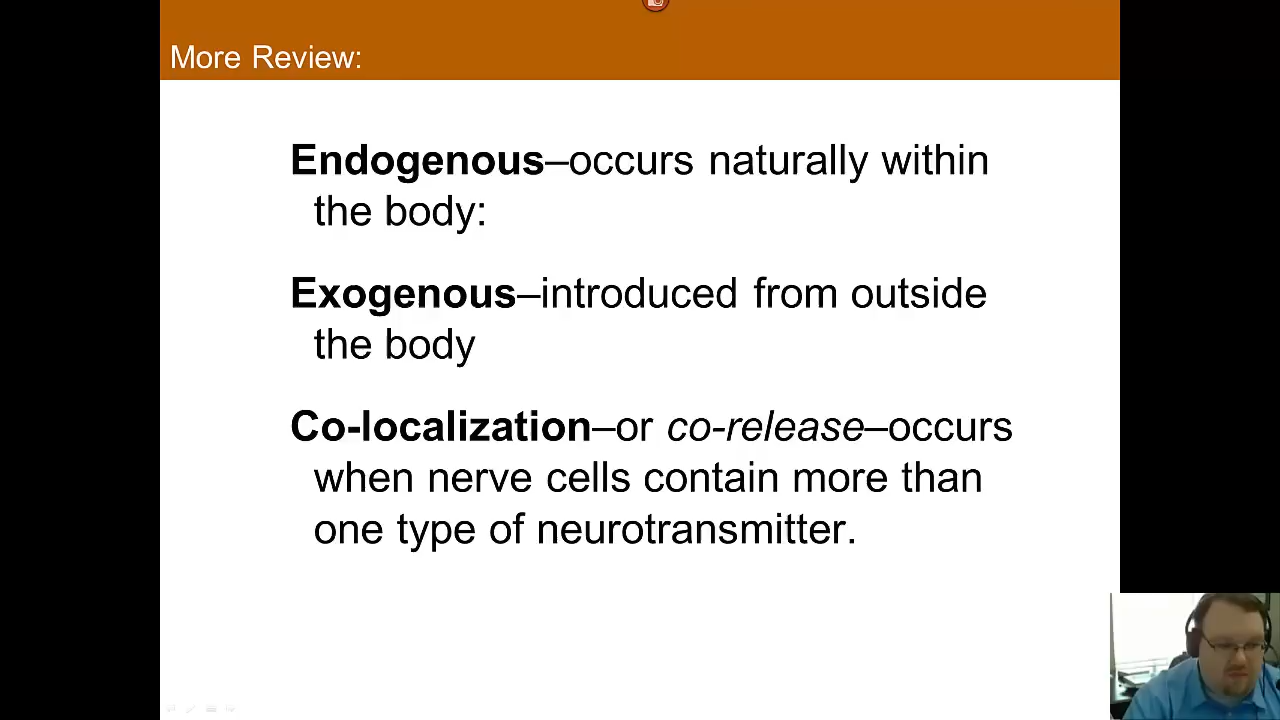 More Review:
Endogenous–occurs naturally within
the body:
Exogenous–introduced from outside
the body
Co-localization–or co-release–occurs
when nerve cells contain more than
one type of neurotransmitter.